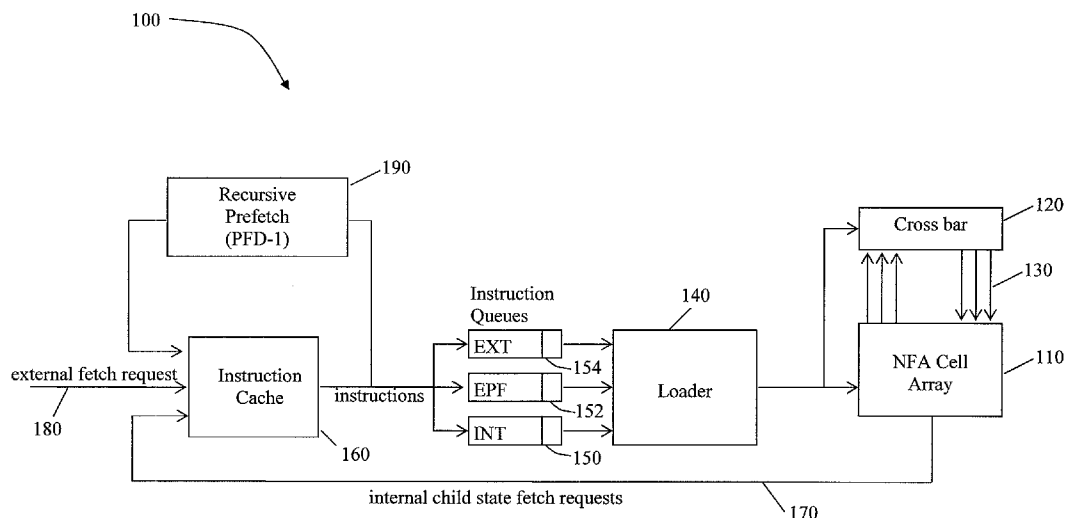 100
190
Recursive
Prefetch
(PFD-1)
120
Cross bar
130
Instruction
Queues
140
EXT
154
NFA Cell
Array
110
external fetch request
Instruction
Cache
instructions
EPF
152
Loader
180
INT
160
150
internal child state fetch requests
170